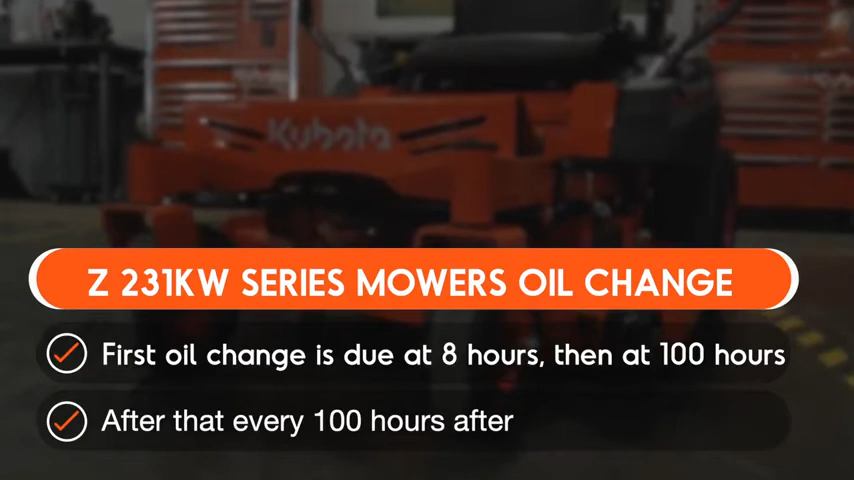 Kubota
Z 231KW SERIES MOWERS OIL CHANGE
First oil change is due at 8 hours, then at 100 hours
After that every 100 hours after